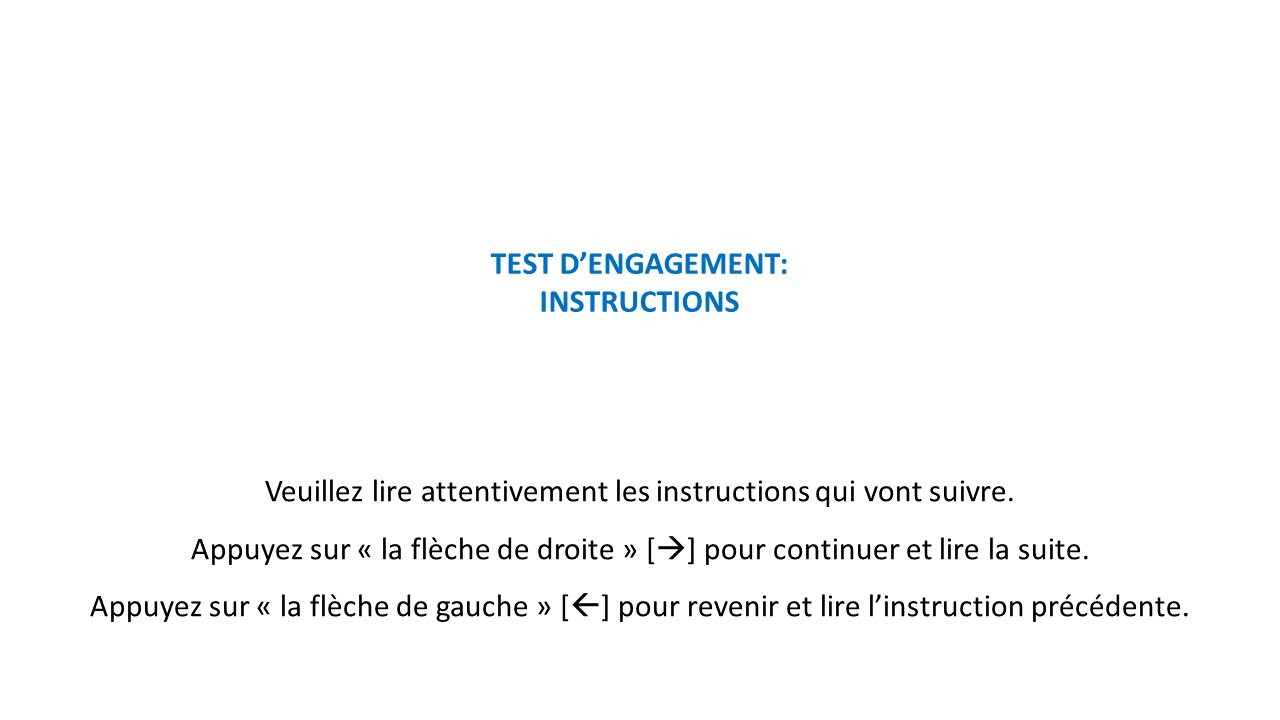 TEST D’ENGAGEMENT:
INSTRUCTIONS
Veuillez lire attentivement les instructions qui vont suivre.
Appuyez sur « la flèche de droite » [→] pour continuer et lire la suite.
Appuyez sur « la flèche de gauche » [←] pour revenir et lire l’instruction précédente.